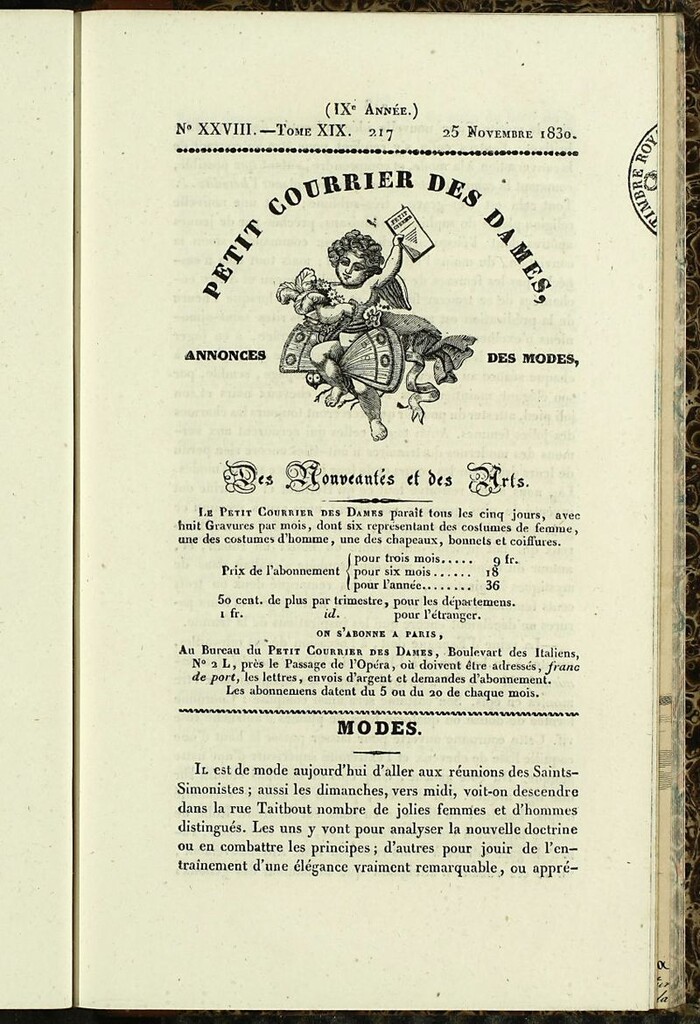 (IXe Année.)
No XXVIII. — Tome XIX. 217 25 Novembre 1830.
PETIT COURRIER DES DAMES,
TIMBRE ROY
PETIT
ANNONCES DES MODES,
Des Nouveautés et des Arts.
Le Petit Courrier des Dames paraît tous les cinq jours, avec
huit Gravures par mois, dont six représentant des costumes de femme,
une des costumes d'homme, une des chapeaux, bonnets et coiffures.
Prix de l'abonnement { pour trois mois..... 9 fr.
pour six mois...... 18
pour l'année........ 36
50 cent. de plus par trimestre, pour les départemens.
1 fr. id. pour l'étranger.
ON S'ABONNE A PARIS,
Au Bureau du Petit Courrier des Dames, Boulevart des Italiens,
No 2 L, près le Passage de l'Opéra, où doivent être adressés, franc
de port, les lettres, envois d'argent et demandes d'abonnement.
Les abonnemens datent du 5 ou du 20 de chaque mois.
MODES.
Il est de mode aujourd'hui d'aller aux réunions des Saints-
Simonistes; aussi les dimanches, vers midi, voit-on descendre
dans la rue Taitbout nombre de jolies femmes et d'hommes
distingués. Les uns y vont pour analyser la nouvelle doctrine
ou en combattre les principes; d'autres pour jouir de l'en-
traînement d'une élégance vraiment remarquable, ou appré-